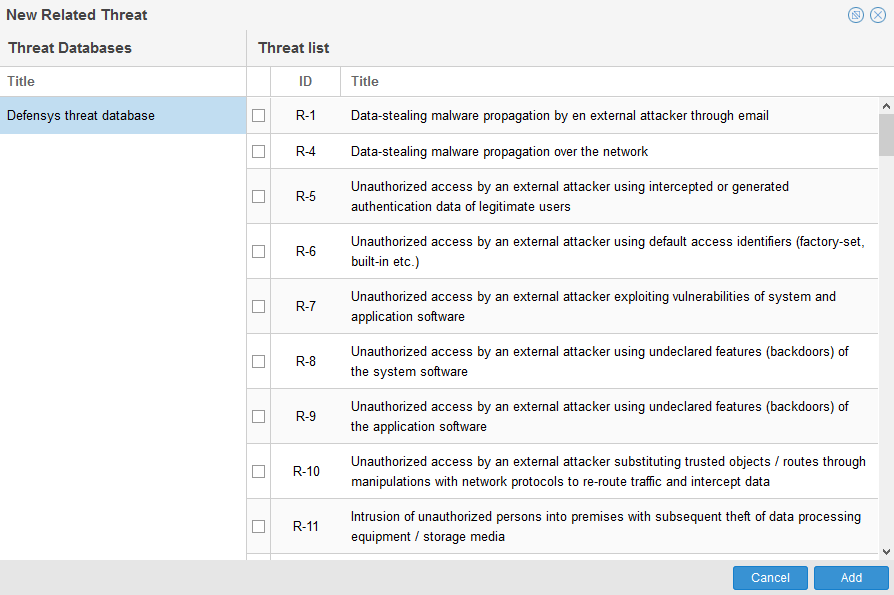 New Related Threat
Threat Databases
Threat list
Title
ID
Title
Defensys threat database
R-1
Data-stealing malware propagation by en external attacker through email
R-4
Data-stealing malware propagation over the network
R-5
Unauthorized access by an external attacker using intercepted or generated
authentication data of legitimate users
R-6
Unauthorized access by an external attacker using default access identifiers (factory-set,
built-in etc.)
R-7
Unauthorized access by an external attacker exploiting vulnerabilities of system and
application software
R-8
Unauthorized access by an external attacker using undeclared features (backdoors) of
the system software
R-9
Unauthorized access by an external attacker using undeclared features (backdoors) of
the application software
R-10
Unauthorized access by an external attacker substituting trusted objects / routes through
manipulations with network protocols to re-route traffic and intercept data
R-11
Intrusion of unauthorized persons into premises with subsequent theft of data processing
equipment / storage media
Cancel
Add